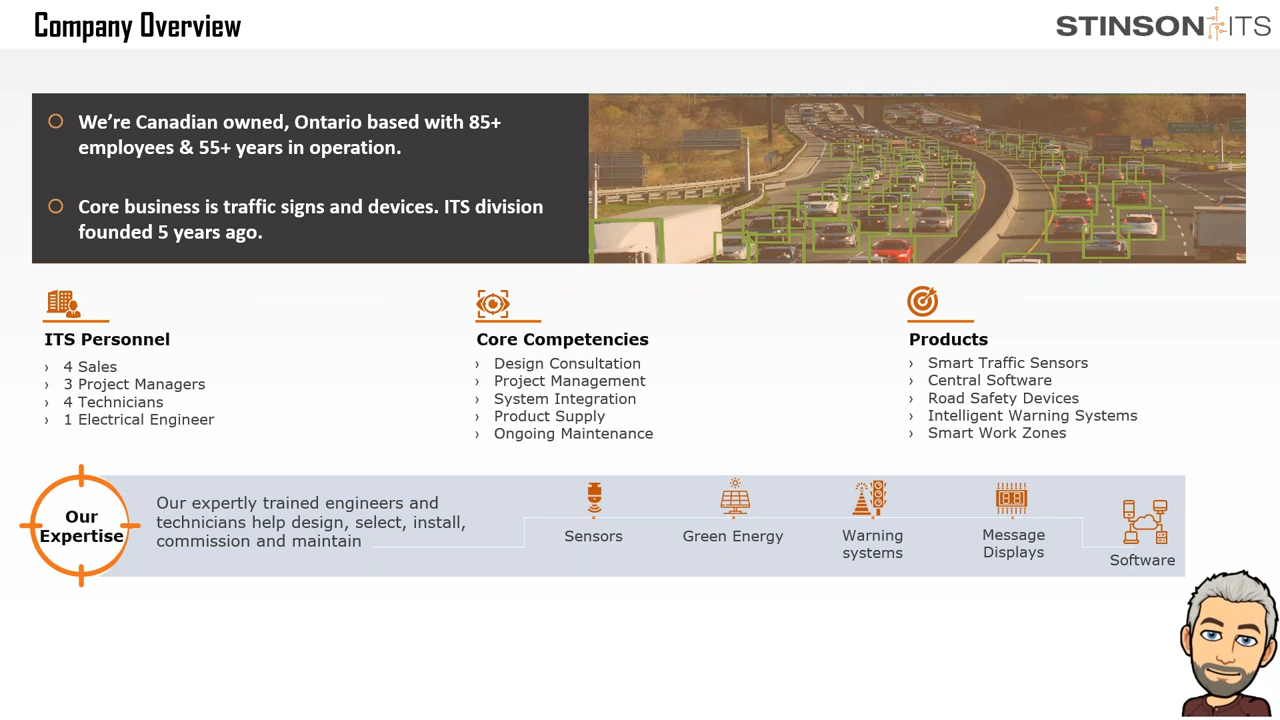 Company Overview
STINSON ITS
We’re Canadian owned, Ontario based with 85+
employees & 55+ years in operation.
Core business is traffic signs and devices. ITS division
founded 5 years ago.
ITS Personnel
› 4 Sales
› 3 Project Managers
› 4 Technicians
› 1 Electrical Engineer
Core Competencies
› Design Consultation
› Project Management
› System Integration
› Product Supply
› Ongoing Maintenance
Products
› Smart Traffic Sensors
› Central Software
› Road Safety Devices
› Intelligent Warning Systems
› Smart Work Zones
Our
Expertise
Our expertly trained engineers and
technicians help design, select, install,
commission and maintain
Sensors
Green Energy
Warning
systems
Message
Displays
Software